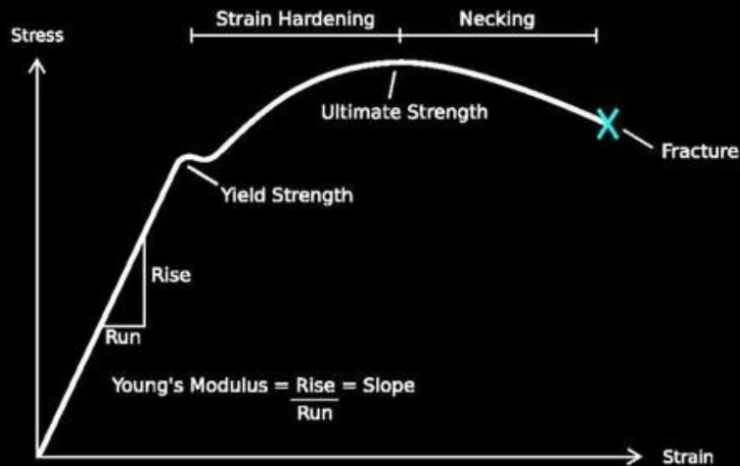 Strain Hardening
Necking
Stress
Ultimate Strength
Fracture
Yield Strength
Rise
Run
Young's Modulus = Rise = Slope
Run
Strain